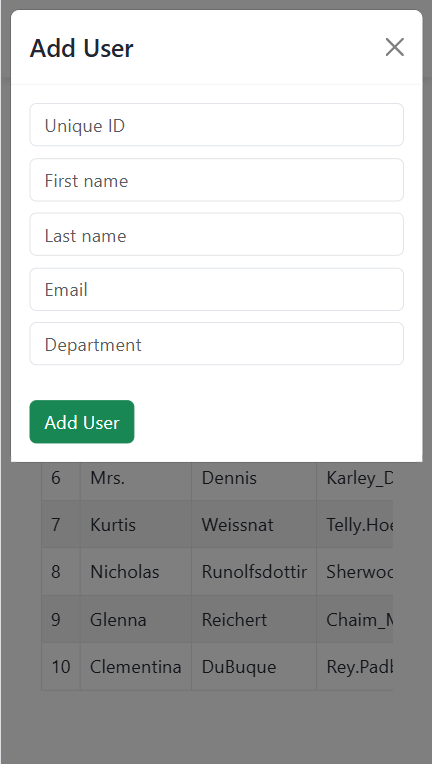 Add User
Unique ID
First name
Last name
Email
Department
Add User
6 Mrs. Dennis Karley_D
7 Kurtis Weissnat Telly.Hoe
8 Nicholas Runolfsdottir Sherwoo
9 Glenna Reichert Chaim_M
10 Clementina DuBuque Rey.Padb